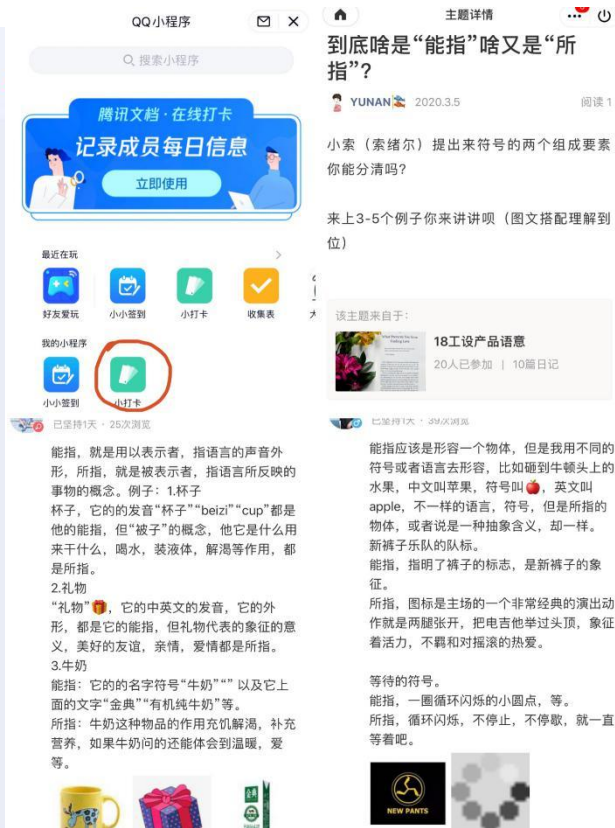 QQ小程序
搜索小程序
腾讯文档·在线打卡
记录成员每日信息
立即使用
最近在玩
好友爱玩
小小签到
小打卡
收集表
大
我的小程序
小小签到
小打卡
已坚持1天·25次浏览
能指,就是用以表示者,指语言的声音外
形,所指,就是被表示者,指语言所反映的
事物的概念。例子:1.杯子
杯子,它的的发音“杯子”“beizi”“cup”都是
他的能指,但“被子”的概念,他它是什么用
来干什么,喝水,装液体,解渴等作用,都
是所指。
2.礼物
“礼物”🎁,它的中英文的发音,它的外
形,都是它的能指,但礼物代表的象征的意
义,美好的友谊,亲情,爱情都是所指。
3.牛奶
能指:它的的名字符号“牛奶”“” 以及它上
面的文字“金典”“有机纯牛奶”等。
所指:牛奶这种物品的作用充饥解渴,补充
营养,如果牛奶问的还能体会到温暖,爱
等。
金典
主题详情
到底啥是“能指”啥又是“所
指”?
YUNAN 2020.3.5
阅读 1
小索(索绪尔)提出来符号的两个组成要素
你能分清吗?
来上3-5个例子你来讲讲呗(图文搭配理解到
位)
该主题来自于:
18工设产品语意
20人已参加 | 10篇日记
已坚持1天·39次浏览
能指应该是形容一个物体,但是我用不同的
符号或者语言去形容,比如砸到牛顿头上的
水果,中文叫苹果,符号叫🍎,英文叫
apple,不一样的语言,符号,但是所指的
物体,或者说是一种抽象含义,却一样。
新裤子乐队的队标。
能指,指明了裤子的标志,是新裤子的象
征。
所指,图标是主场的一个非常经典的演出动
作就是两腿张开,把电吉他举过头顶,象征
着活力,不羁和对摇滚的热爱。
等待的符号。
能指,一圈循环闪烁的小圆点,等。
所指,循环闪烁,不停止,不停歇,就一直
等着吧。
NEW PANTS